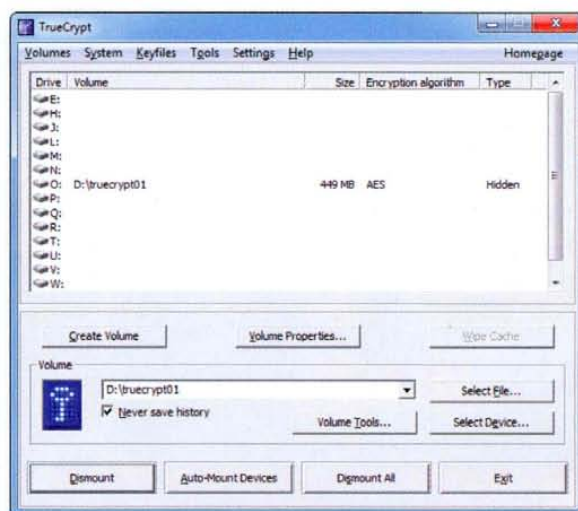 TrueCrypt
Volumes System Keyfiles Tools Settings Help Homepage
Drive Volume Size Encryption algorithm Type
E:
H:
J:
L:
M:
N:
O: D:\truecrypt01 449 MB AES Hidden
P:
Q:
R:
T:
U:
V:
W:
Create Volume Volume Properties... Wipe Cache
Volume
D:\truecrypt01 Select File...
Never save history Volume Tools... Select Device...
Dismount Auto-Mount Devices Dismount All Exit